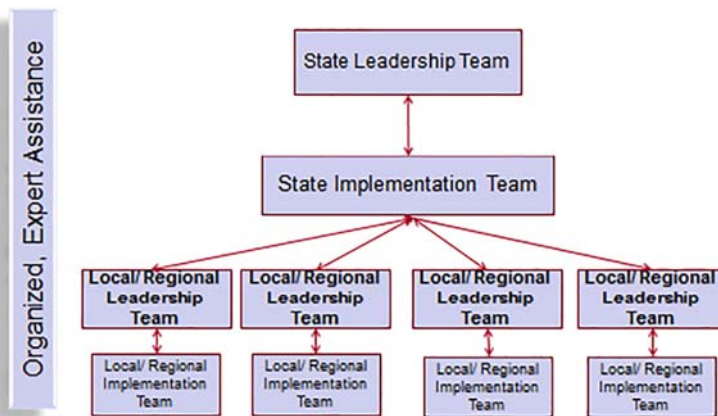 Organized, Expert Assistance
State Leadership Team
State Implementation Team
Local/ Regional
Leadership
Team
Local/ Regional
Leadership
Team
Local/ Regional
Leadership
Team
Local/ Regional
Leadership
Team
Local/ Regional
Implementation
Team
Local/ Regional
Implementation
Team
Local/ Regional
Implementation
Team
Local/ Regional
Implementation
Team